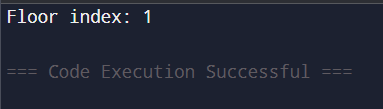 Floor index: 1
=== Code Execution Successful ===